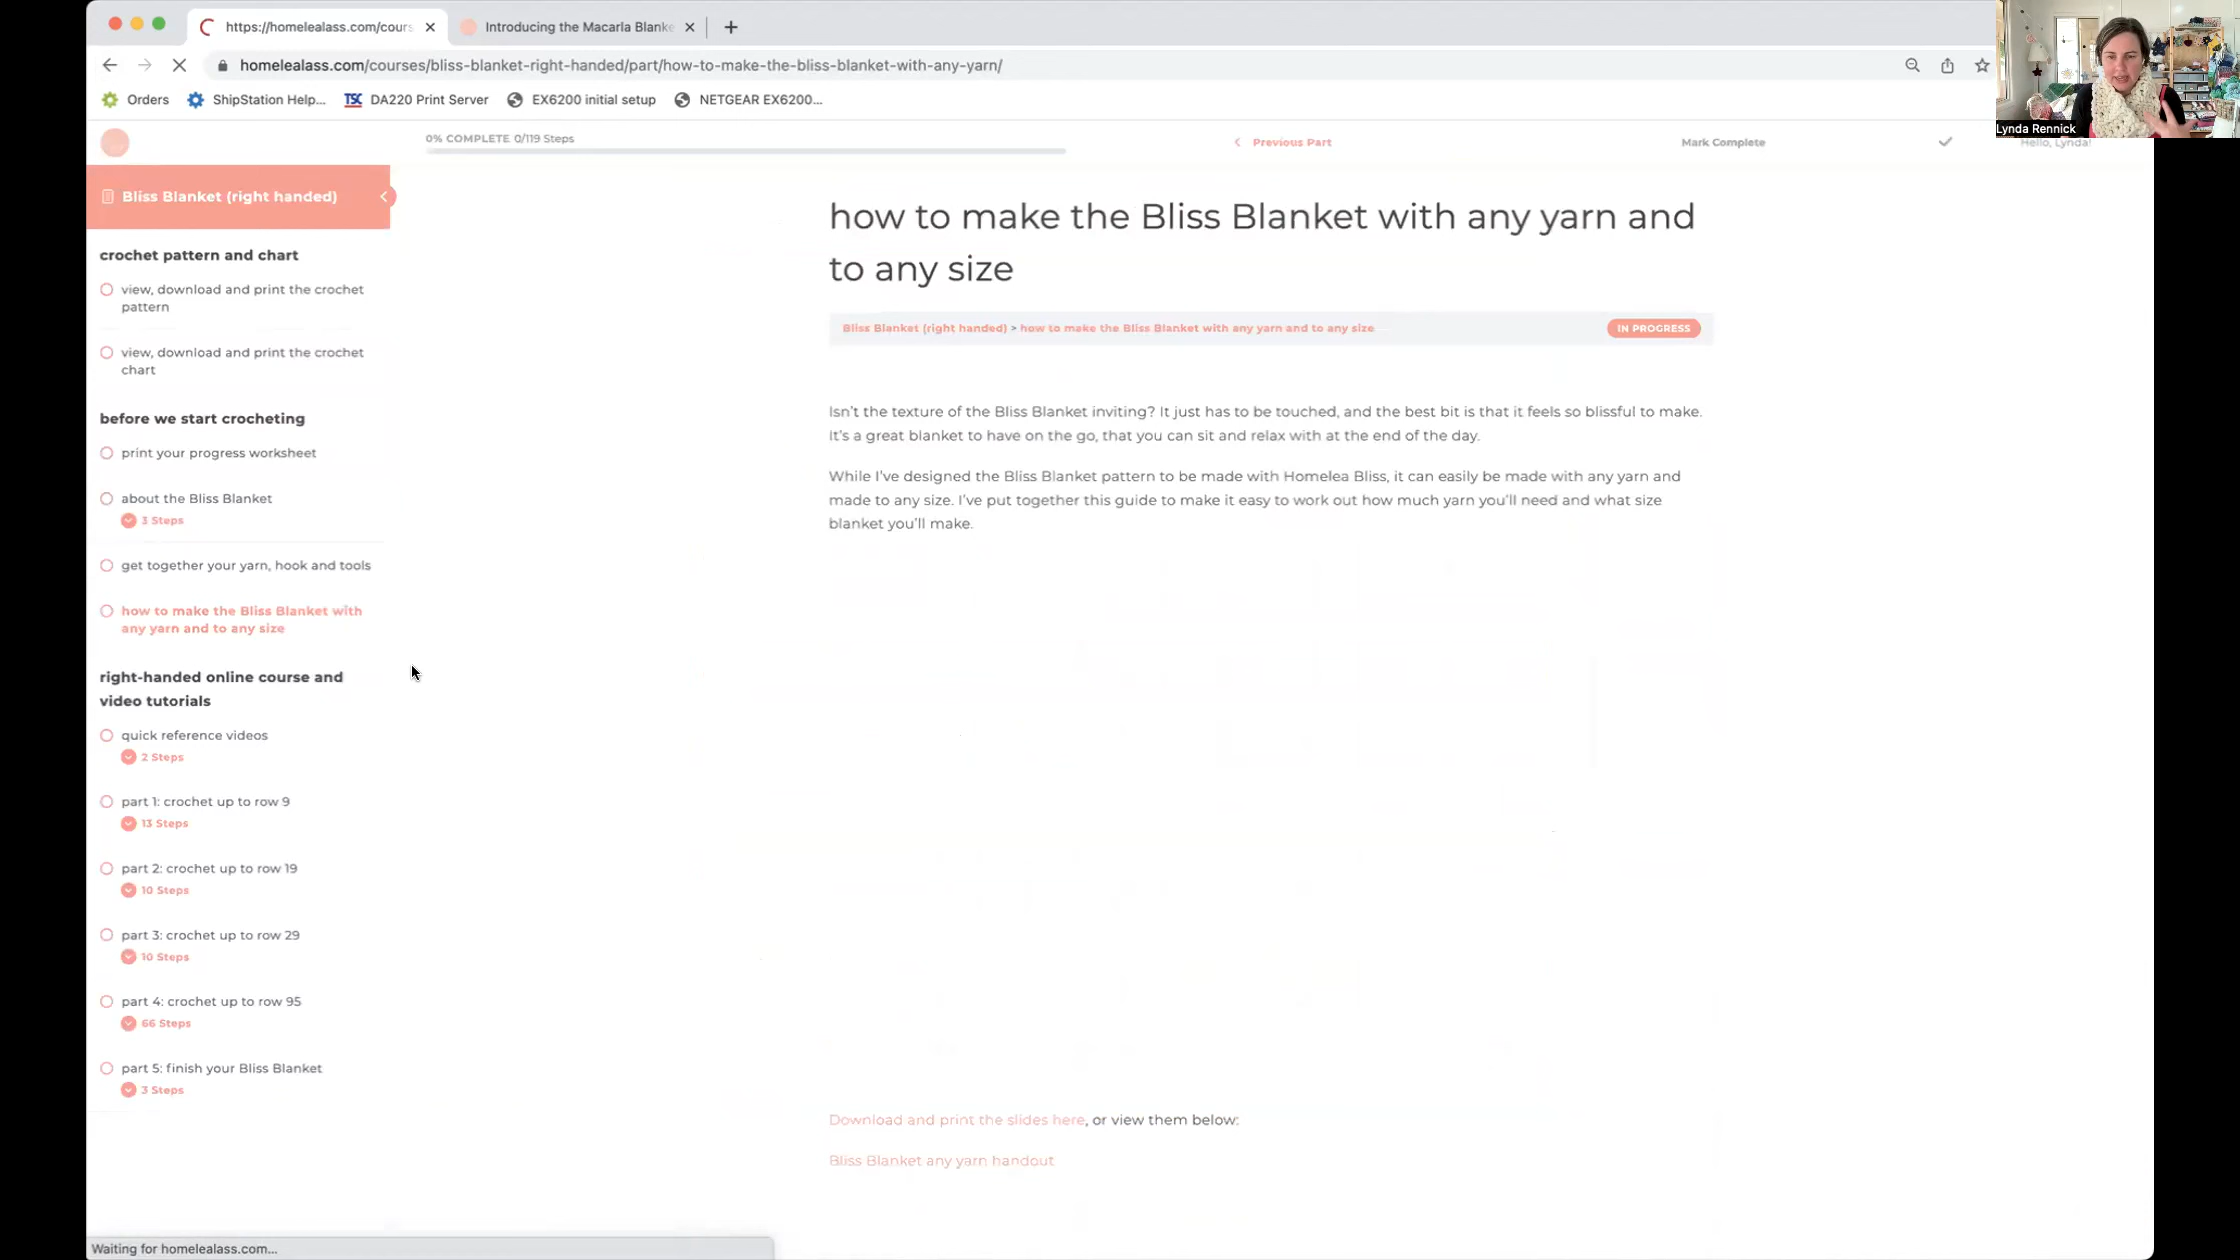 https://homelealass.com/cours
Introducing the Macarla Blanke
homelealass.com/courses/bliss-blanket-right-handed/part/how-to-make-the-bliss-blanket-with-any-yarn/
Orders
ShipStation Help...
TSC DA220 Print Server
EX6200 initial setup
NETGEAR EX6200...
Lynda Rennick
0% COMPLETE 0/119 Steps
Previous Part
Mark Complete
Hello, Lynda!
Bliss Blanket (right handed)
crochet pattern and chart
view, download and print the crochet
pattern
view, download and print the crochet
chart
before we start crocheting
print your progress worksheet
about the Bliss Blanket
3 Steps
get together your yarn, hook and tools
how to make the Bliss Blanket with
any yarn and to any size
right-handed online course and
video tutorials
quick reference videos
2 Steps
part 1: crochet up to row 9
13 Steps
part 2: crochet up to row 19
10 Steps
part 3: crochet up to row 29
10 Steps
part 4: crochet up to row 95
66 Steps
part 5: finish your Bliss Blanket
3 Steps
how to make the Bliss Blanket with any yarn and
to any size
Bliss Blanket (right handed) > how to make the Bliss Blanket with any yarn and to any size
IN PROGRESS
Isn't the texture of the Bliss Blanket inviting? It just has to be touched, and the best bit is that it feels so blissful to make.
It's a great blanket to have on the go, that you can sit and relax with at the end of the day.
While I've designed the Bliss Blanket pattern to be made with Homelea Bliss, it can easily be made with any yarn and
made to any size. I've put together this guide to make it easy to work out how much yarn you'll need and what size
blanket you'll make.
Download and print the slides here, or view them below:
Bliss Blanket any yarn handout
Waiting for homelealass.com...